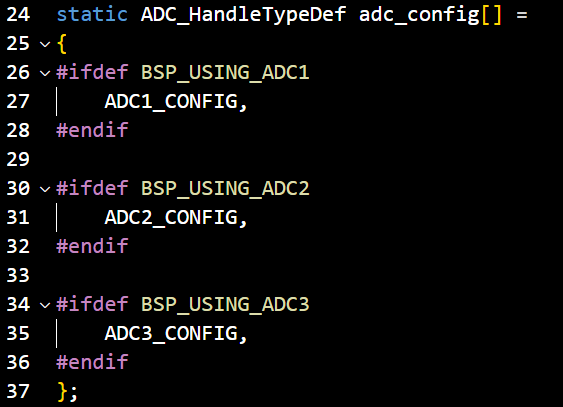 24 static ADC_HandleTypeDef adc_config[] =
25 {
26 #ifdef BSP_USING_ADC1
27     ADC1_CONFIG,
28 #endif
29
30 #ifdef BSP_USING_ADC2
31     ADC2_CONFIG,
32 #endif
33
34 #ifdef BSP_USING_ADC3
35     ADC3_CONFIG,
36 #endif
37 };